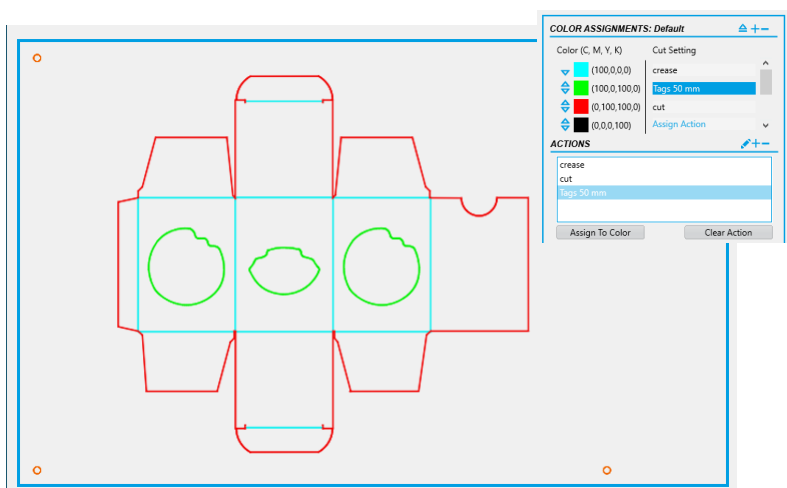 COLOR ASSIGNMENTS: Default
Color (C, M, Y, K) Cut Setting
(100,0,0,0) crease
(100,0,100,0) Tags 50 mm
(0,100,100,0) cut
(0,0,0,100) Assign Action
ACTIONS
crease
cut
Tags 50 mm
Assign To Color Clear Action